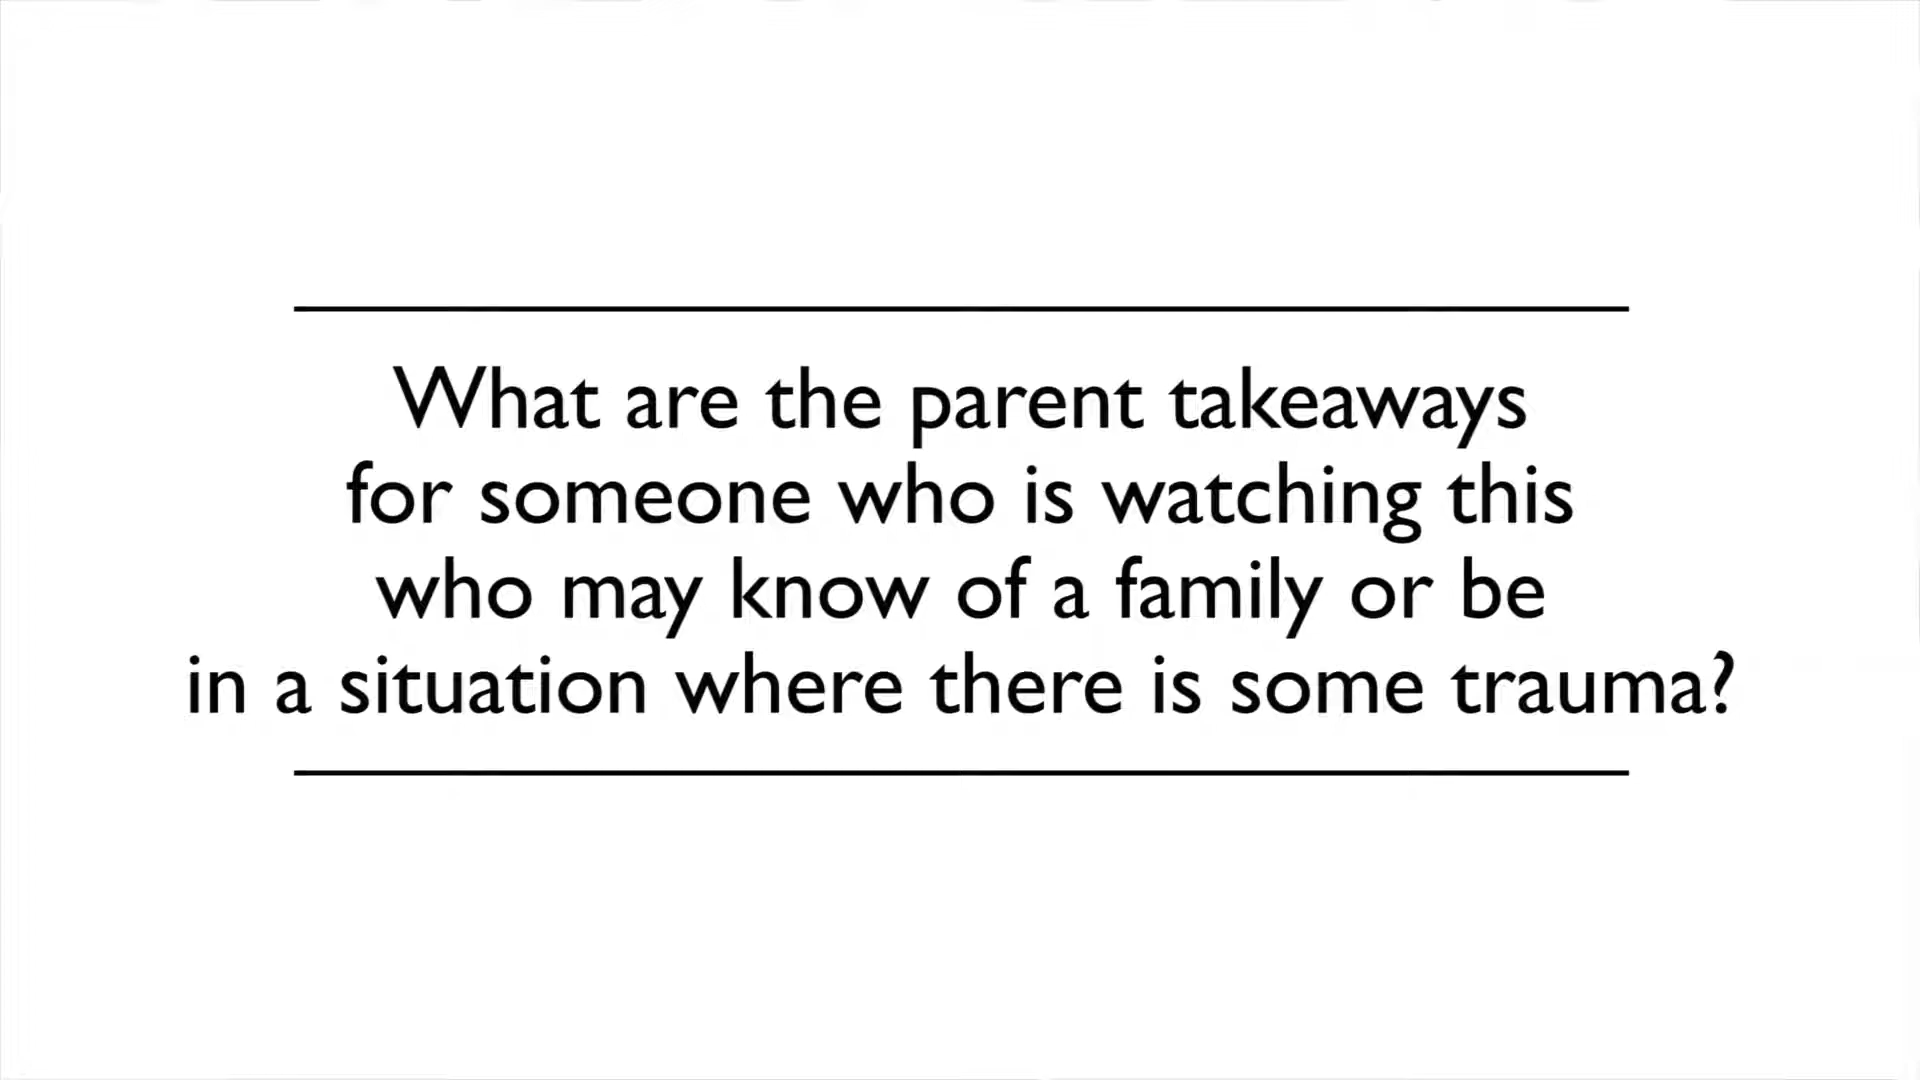 What are the parent takeaways
for someone who is watching this
who may know of a family or be
in a situation where there is some trauma?